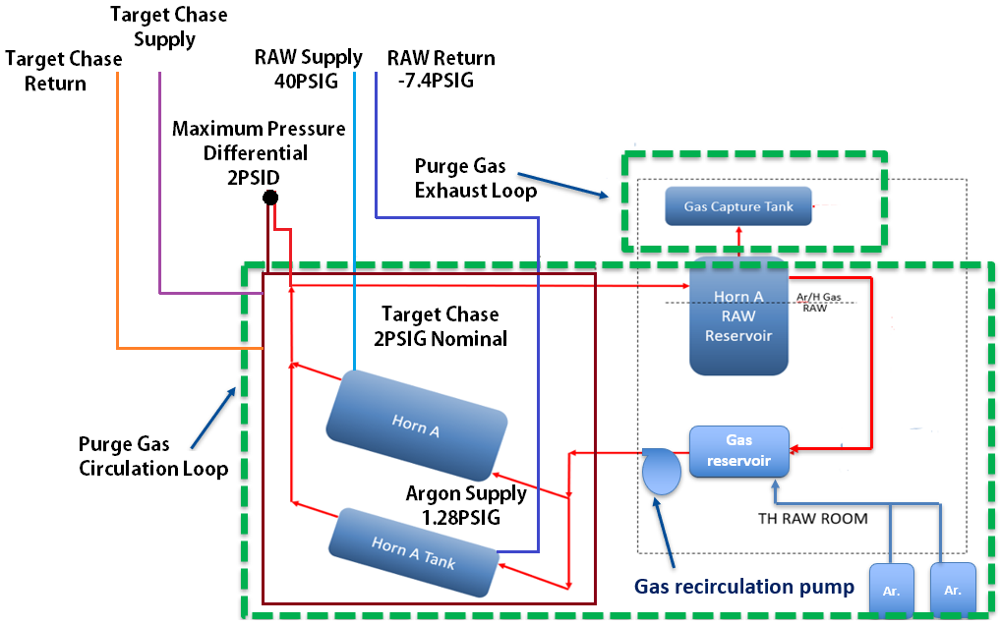 Target Chase
Supply
Target Chase
Return
RAW Supply
40PSIG
RAW Return
-7.4PSIG
Maximum Pressure
Differential
2PSID
Purge Gas
Exhaust Loop
Gas Capture Tank
Target Chase
2PSIG Nominal
Horn A
RAW
Reservoir
Ar/H Gas
RAW
Horn A
Purge Gas
Circulation Loop
Gas
reservoir
Argon Supply
1.28PSIG
TH RAW ROOM
Horn A Tank
Gas recirculation pump
Ar.
Ar.